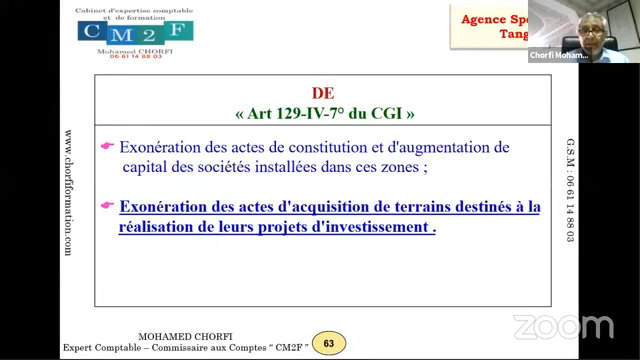 Cabinet d'expertise comptable
et de formation
CM2F
Mohamed CHORFI
06 61 14 88 03
Agence Spé
Tang
Chorfi Moham...
DE
« Art 129-IV-7° du CGI »
Exonération des actes de constitution et d'augmentation de
capital des sociétés installées dans ces zones ;
Exonération des actes d'acquisition de terrains destinés à la
réalisation de leurs projets d'investissement .
www.chorfiformation.com
G.S.M : 06 61 14 88 03
MOHAMED CHORFI
Expert Comptable – Commissaire aux Comptes " CM2F "
63
zoom